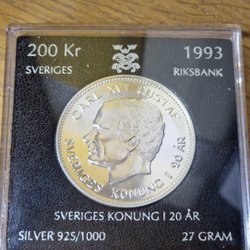 200 Kr
1993
SVERIGES
RIKSBANK
CARL XVI GUSTAF
SVERIGES KONUNG I 20 ÅR
SVERIGES KONUNG I 20 ÅR
SILVER 925/1000
27 GRAM